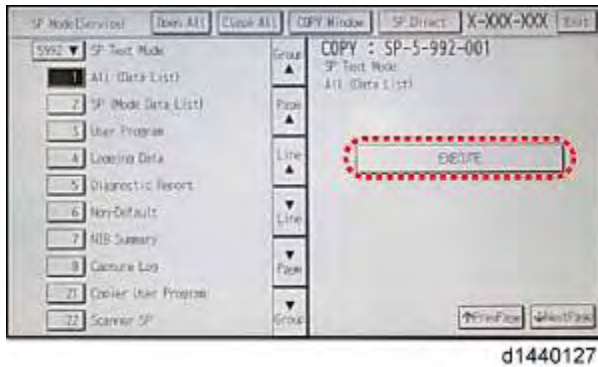 SP Mode(Service) Open All Close All COPY Window SP Direct X-XXX-XXX Exit
5992 SP Text Mode
1 All (Data List)
2 SP (Mode Data List)
3 User Program
4 Logging Data
5 Diagnostic Report
6 Non-Default
7 NIB Summary
8 Capture Log
21 Copier User Program
22 Scanner SP
Group
Page
Line
Line
Page
Group
COPY : SP-5-992-001
SP Text Mode
All (Data List)
EXECUTE
PrevPage NextPage
d1440127